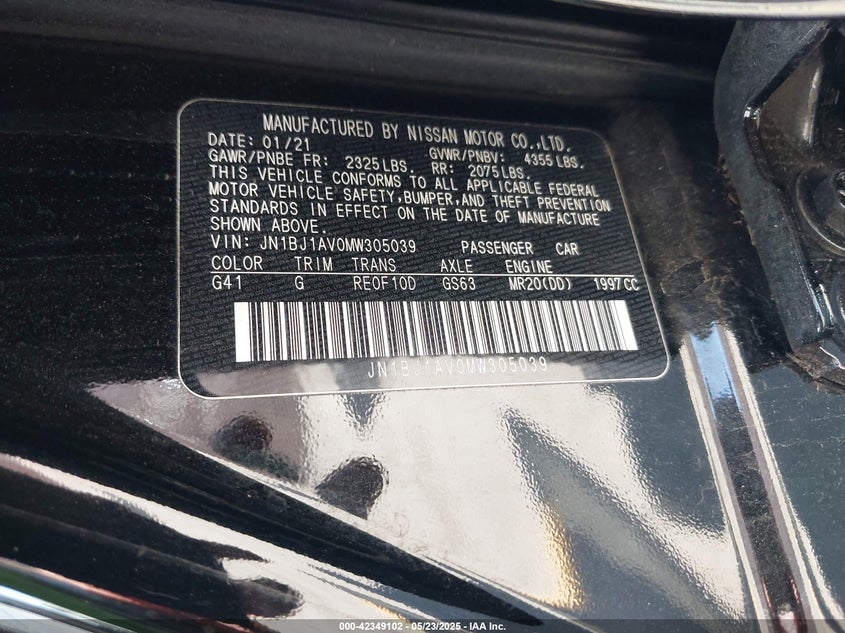 MANUFACTURED BY NISSAN MOTOR CO.,LTD.
DATE: 01/21 GVWR/PNBV: 4355 LBS.
GAWR/PNBE FR: 2325 LBS. RR: 2075 LBS.
THIS VEHICLE CONFORMS TO ALL APPLICABLE FEDERAL
MOTOR VEHICLE SAFETY, BUMPER, AND THEFT PREVENTION
STANDARDS IN EFFECT ON THE DATE OF MANUFACTURE
SHOWN ABOVE.
VIN: JN1BJ1AV0MW305039 PASSENGER CAR
COLOR TRIM TRANS AXLE ENGINE
G41 G RE0F10D GS63 MR20(DD) 1997CC
JN1BJ1AV0MW305039
000-42349102 - 05/23/2025 - IAA Inc.